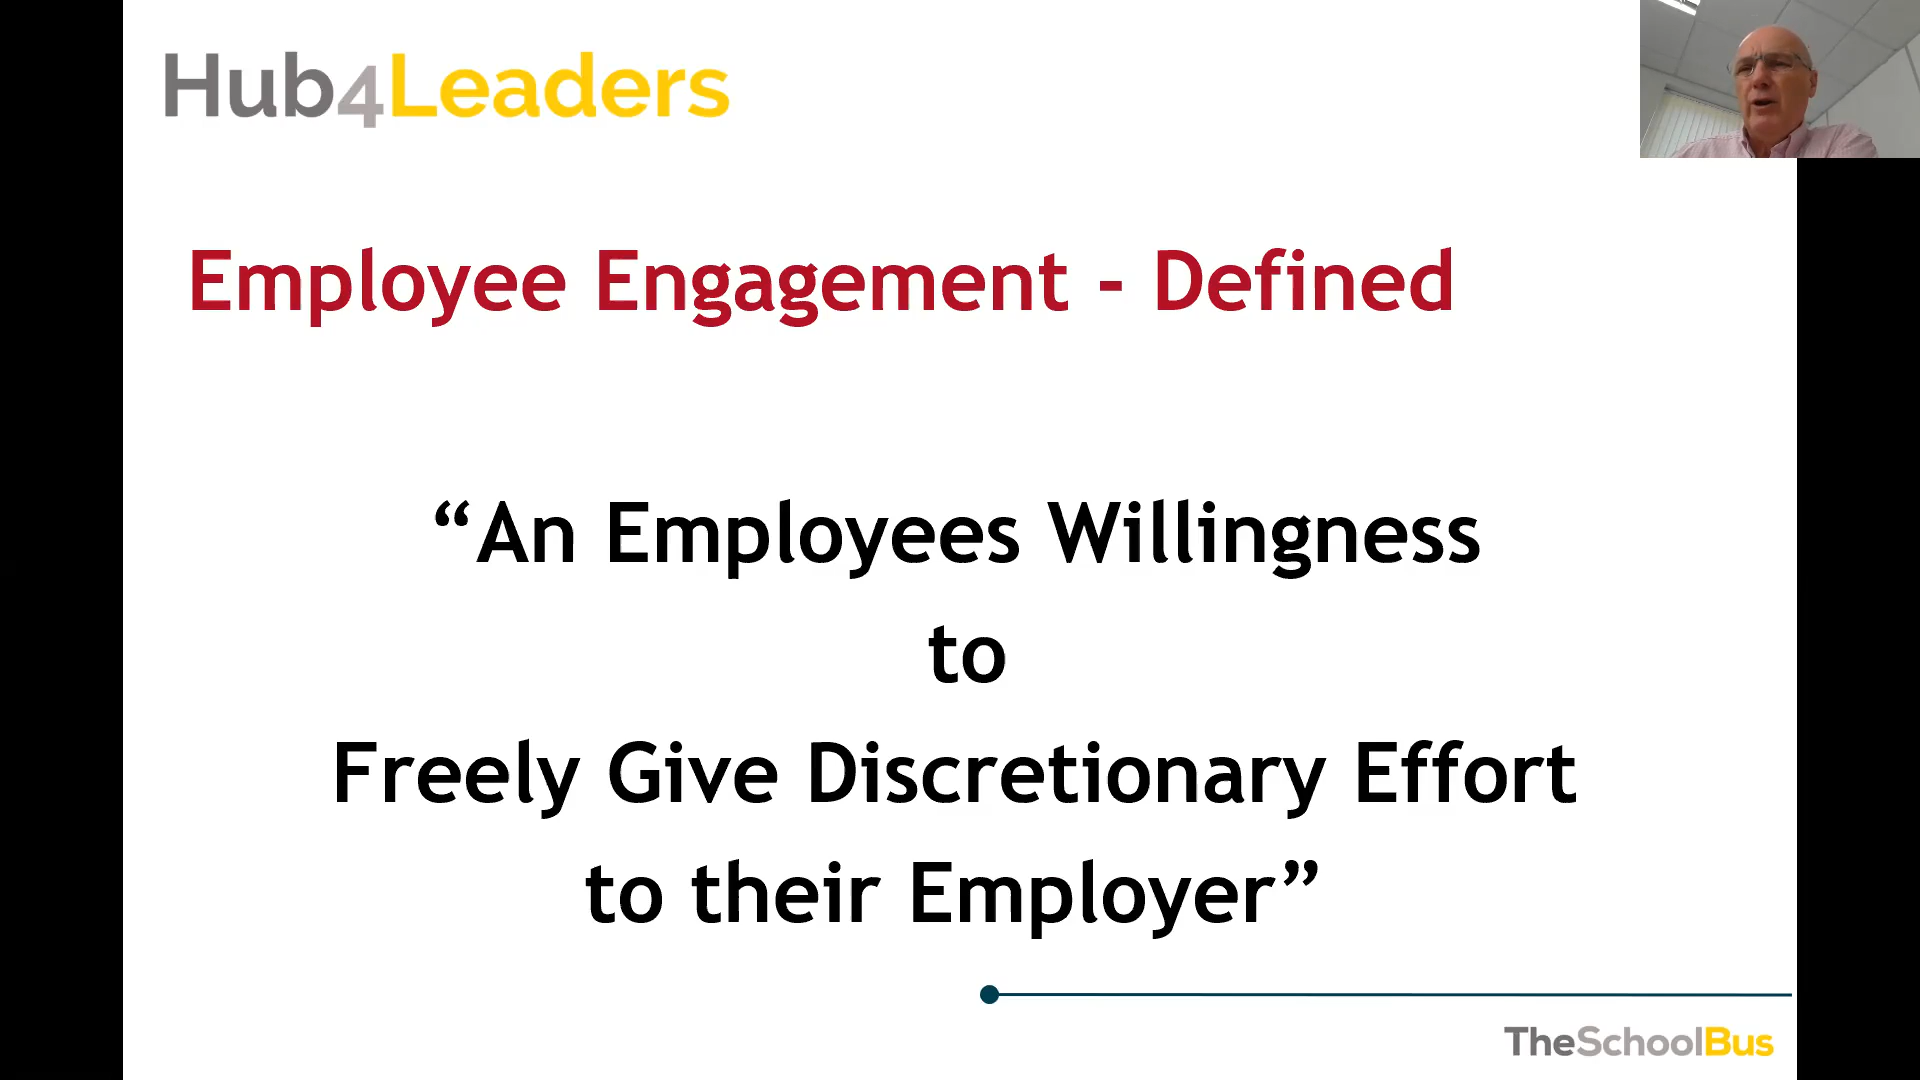 Hub4Leaders
Employee Engagement - Defined
“An Employees Willingness
to
Freely Give Discretionary Effort
to their Employer”
TheSchoolBus